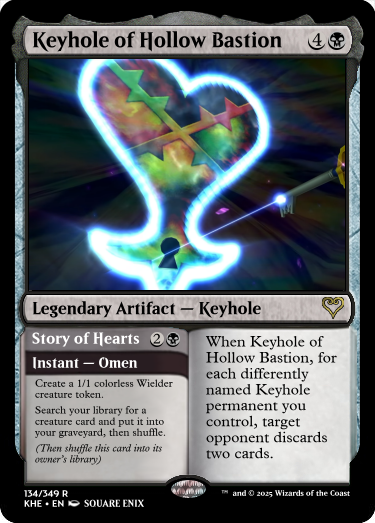 Keyhole of Hollow Bastion 4
Legendary Artifact — Keyhole
Story of Hearts 2
Instant — Omen
Create a 1/1 colorless Wielder
creature token.
Search your library for a
creature card and put it into
your graveyard, then shuffle.
(Then shuffle this card into its
owner's library)
When Keyhole of
Hollow Bastion, for
each differently
named Keyhole
permanent you
control, target
opponent discards
two cards.
134/349 R
KHE • EN SQUARE ENIX
™ and © 2025 Wizards of the Coast